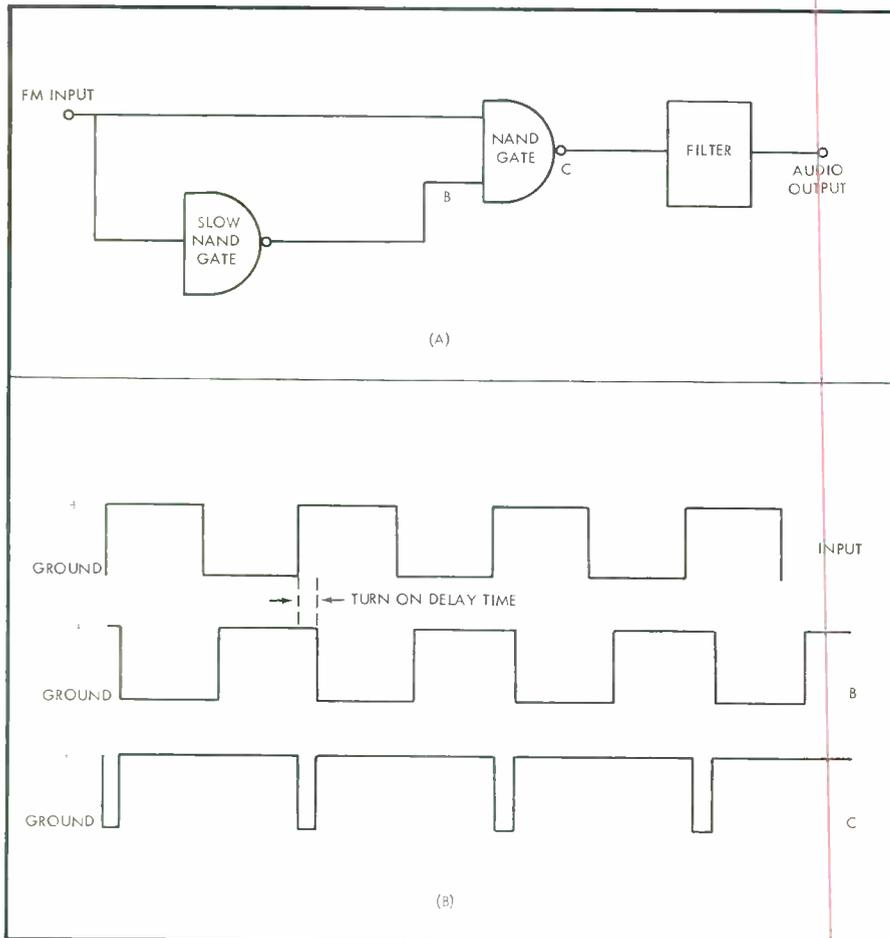 FM INPUT
NAND
GATE
FILTER
C
AUDIO
OUTPUT
B
SLOW
NAND
GATE
(A)
+
INPUT
GROUND
TURN ON DELAY TIME
+
GROUND
B
GROUND
C
(B)